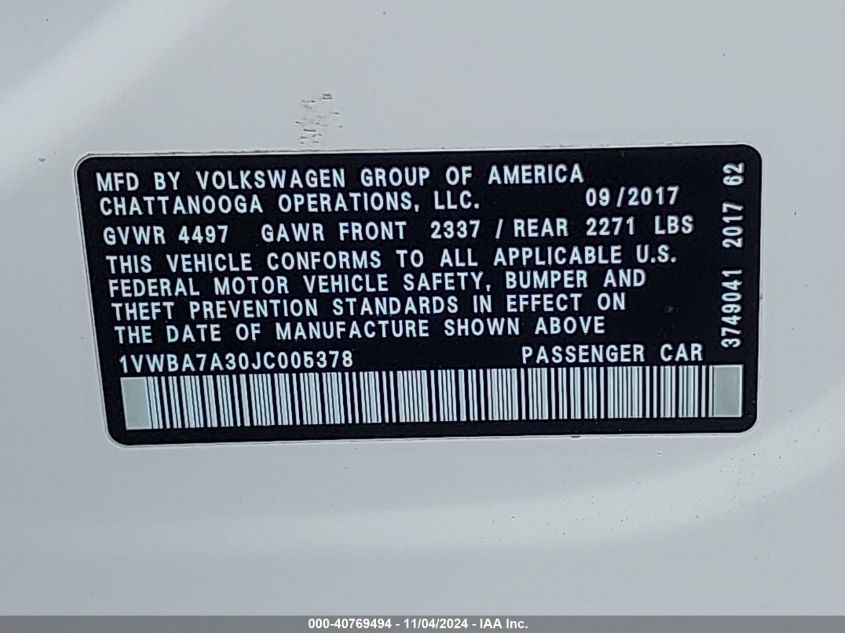 MFD BY VOLKSWAGEN GROUP OF AMERICA
CHATTANOOGA OPERATIONS, LLC. 09/2017
GVWR 4497 GAWR FRONT 2337 / REAR 2271 LBS
THIS VEHICLE CONFORMS TO ALL APPLICABLE U.S.
FEDERAL MOTOR VEHICLE SAFETY, BUMPER AND
THEFT PREVENTION STANDARDS IN EFFECT ON
THE DATE OF MANUFACTURE SHOWN ABOVE
1VWBA7A30JC005378 PASSENGER CAR
3749041 2017 62
000-40769494 - 11/04/2024 - IAA Inc.